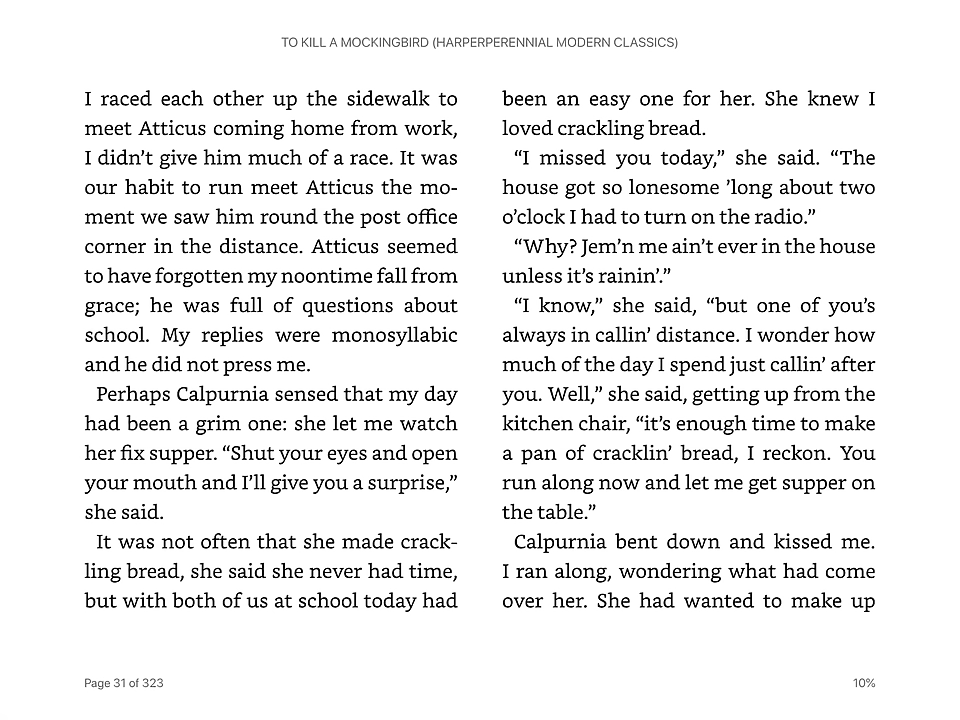 TO KILL A MOCKINGBIRD (HARPERPERENNIAL MODERN CLASSICS)
I raced each other up the sidewalk to
meet Atticus coming home from work,
I didn’t give him much of a race. It was
our habit to run meet Atticus the mo-
ment we saw him round the post office
corner in the distance. Atticus seemed
to have forgotten my noontime fall from
grace; he was full of questions about
school. My replies were monosyllabic
and he did not press me.
Perhaps Calpurnia sensed that my day
had been a grim one: she let me watch
her fix supper. “Shut your eyes and open
your mouth and I’ll give you a surprise,”
she said.
It was not often that she made crack-
ling bread, she said she never had time,
but with both of us at school today had
been an easy one for her. She knew I
loved crackling bread.
“I missed you today,” she said. “The
house got so lonesome ’long about two
o’clock I had to turn on the radio.”
“Why? Jem’n me ain’t ever in the house
unless it’s rainin’.”
“I know,” she said, “but one of you’s
always in callin’ distance. I wonder how
much of the day I spend just callin’ after
you. Well,” she said, getting up from the
kitchen chair, “it’s enough time to make
a pan of cracklin’ bread, I reckon. You
run along now and let me get supper on
the table.”
Calpurnia bent down and kissed me.
I ran along, wondering what had come
over her. She had wanted to make up
Page 31 of 323
10%